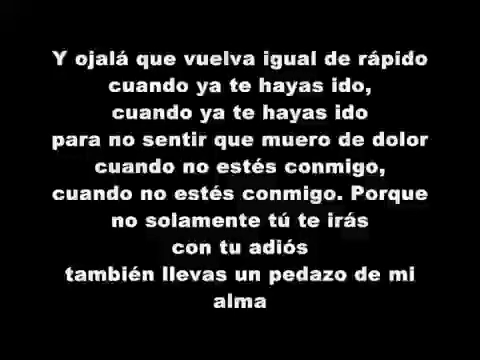 Y ojalá que vuelva igual de rápido
cuando ya te hayas ido,
cuando ya te hayas ido
para no sentir que muero de dolor
cuando no estés conmigo,
cuando no estés conmigo. Porque
no solamente tú te irás
con tu adiós
también llevas un pedazo de mi
alma